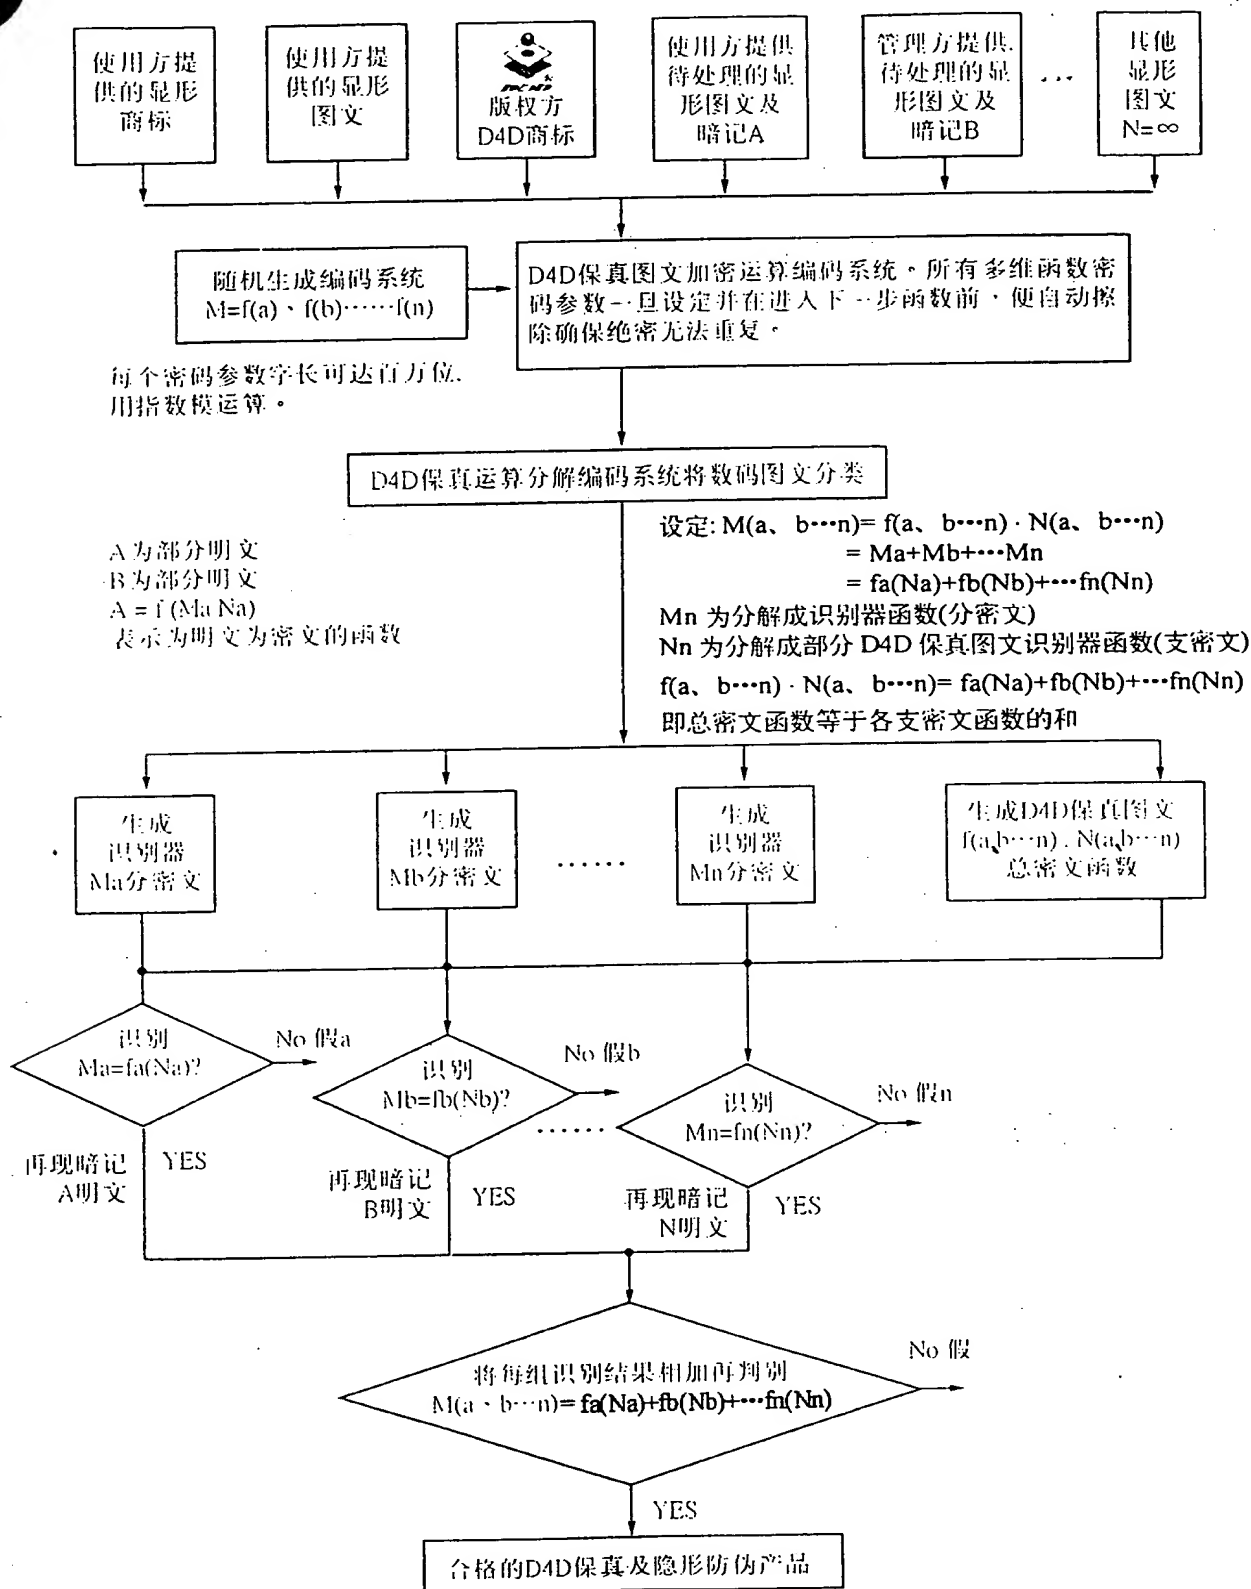 使用方提
供的显形
商标
使用方提
供的显形
图文
版权方
D4D商标
使用方提供
待处理的显
形图文及
暗记A
管理方提供.
待处理的显
形图文及
暗记B
...
其他
显形
图文
N=∞
随机生成编码系统
M=f(a)、f(b)……f(n)
D4D保真图文加密运算编码系统。所有多维函数密
码参数一旦设定并在进入下一步函数前，便自动擦
除确保绝密无法重复。
每个密码参数字长可达百万位.
用指数模运算。
D4D保真运算分解编码系统将数码图文分类
设定: M(a、b···n)= f(a、b···n) · N(a、b···n)
= Ma+Mb+···Mn
= fa(Na)+fb(Nb)+···fn(Nn)
Mn 为分解成识别器函数(分密文)
Nn 为分解成部分 D4D 保真图文识别器函数(支密文)
f(a、b···n) · N(a、b···n)= fa(Na)+fb(Nb)+···fn(Nn)
即总密文函数等于各支密文函数的和
A 为部分明文
B 为部分明文
A = f (Ma Na)
表示为明文为密文的函数
生成
识别器
Ma分密文
生成
识别器
Mb分密文
......
生成
识别器
Mn分密文
生成D4D保真图文
f(a、b···n) . N(a、b···n)
总密文函数
识别
Ma=fa(Na)?
No 假a
识别
Mb=fb(Nb)?
No 假b
......
识别
Mn=fn(Nn)?
No 假n
再现暗记
A明文
YES
再现暗记
B明文
YES
再现暗记
N明文
YES
将每组识别结果相加再判别
M(a、b···n)= fa(Na)+fb(Nb)+···fn(Nn)
No 假
YES
合格的D4D保真及隐形防伪产品